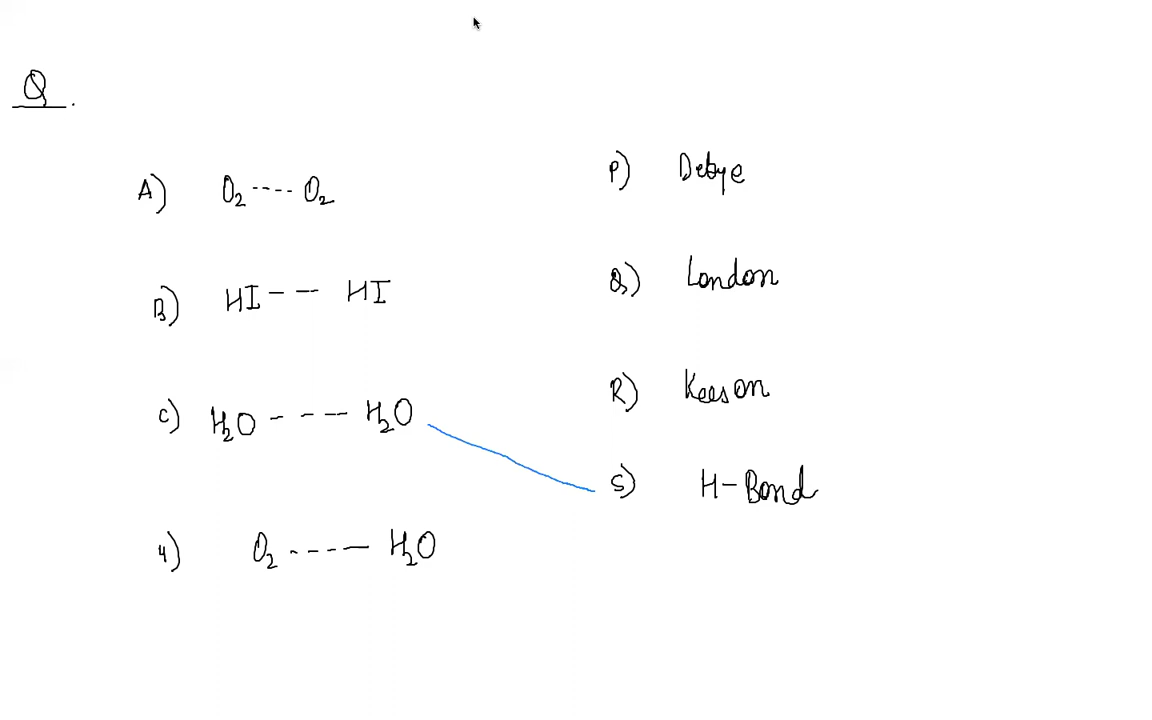 Q.
A) O₂ ---- O₂
P) Debye
B) HI -- HI
Q) London
C) H₂O --- H₂O
R) Keeson
S) H-Bond
4) O₂ ---- H₂O